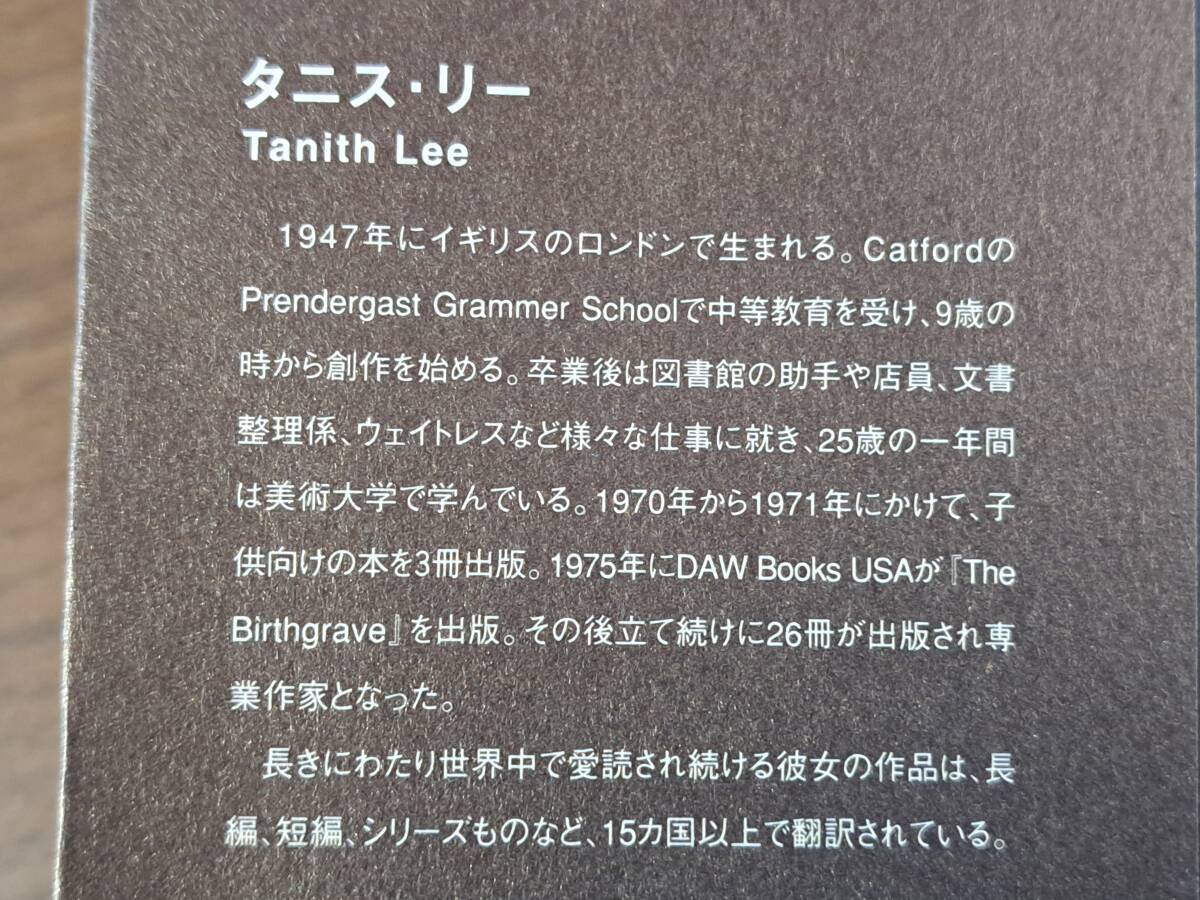 タニス・リー
Tanith Lee
1947年にイギリスのロンドンで生まれる。Catfordの
Prendergast Grammer Schoolで中等教育を受け、9歳の
時から創作を始める。卒業後は図書館の助手や店員、文書
整理係、ウェイトレスなど様々な仕事に就き、25歳の一年間
は美術大学で学んでいる。1970年から1971年にかけて、子
供向けの本を3冊出版。1975年にDAW Books USAが『The
Birthgrave』を出版。その後立て続けに26冊が出版され専
業作家となった。
長きにわたり世界中で愛読され続ける彼女の作品は、長
編、短編、シリーズものなど、15カ国以上で翻訳されている。